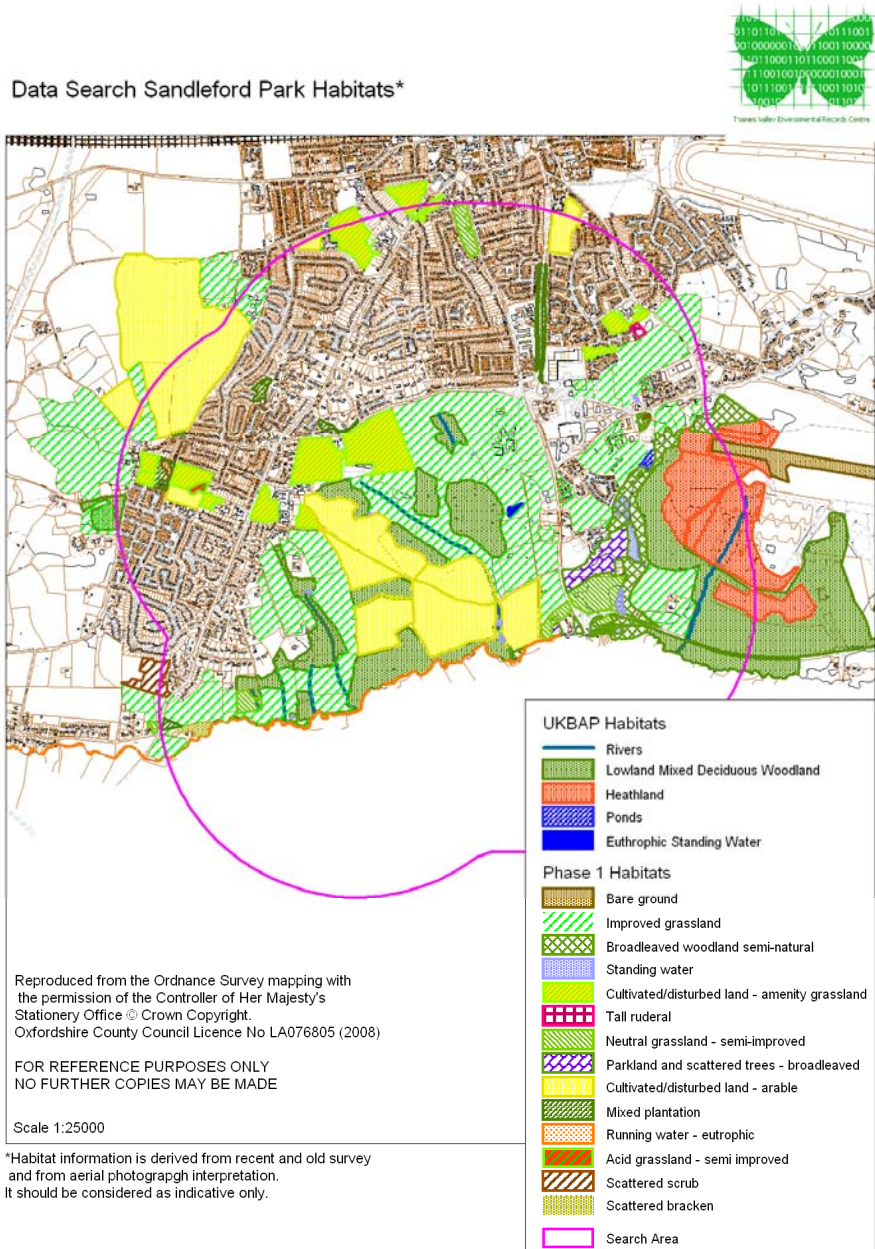 Data Search Sandleford Park Habitats*
Thames Valley Environmental Records Centre
UKBAP Habitats
Rivers
Lowland Mixed Deciduous Woodland
Heathland
Ponds
Euthrophic Standing Water
Phase 1 Habitats
Bare ground
Improved grassland
Broadleaved woodland semi-natural
Standing water
Cultivated/disturbed land - amenity grassland
Tall ruderal
Neutral grassland - semi-improved
Parkland and scattered trees - broadleaved
Cultivated/disturbed land - arable
Mixed plantation
Running water - eutrophic
Acid grassland - semi improved
Scattered scrub
Scattered bracken
Search Area
Reproduced from the Ordnance Survey mapping with
the permission of the Controller of Her Majesty's
Stationery Office © Crown Copyright.
Oxfordshire County Council Licence No LA076805 (2008)
FOR REFERENCE PURPOSES ONLY
NO FURTHER COPIES MAY BE MADE
Scale 1:25000
*Habitat information is derived from recent and old survey
and from aerial photograpgh interpretation.
It should be considered as indicative only.